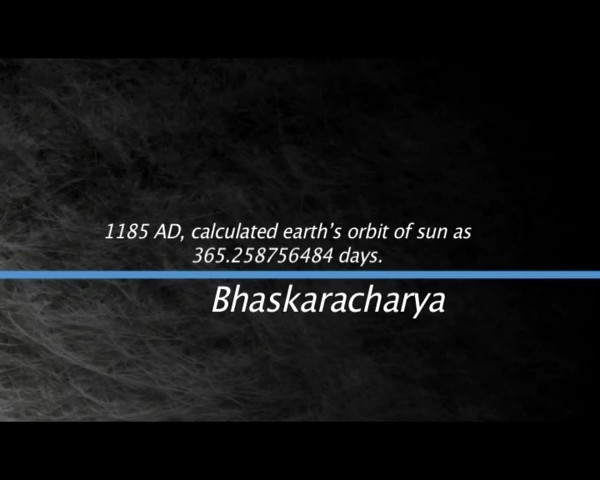 1185 AD, calculated earth's orbit of sun as
365.258756484 days.
Bhaskaracharya